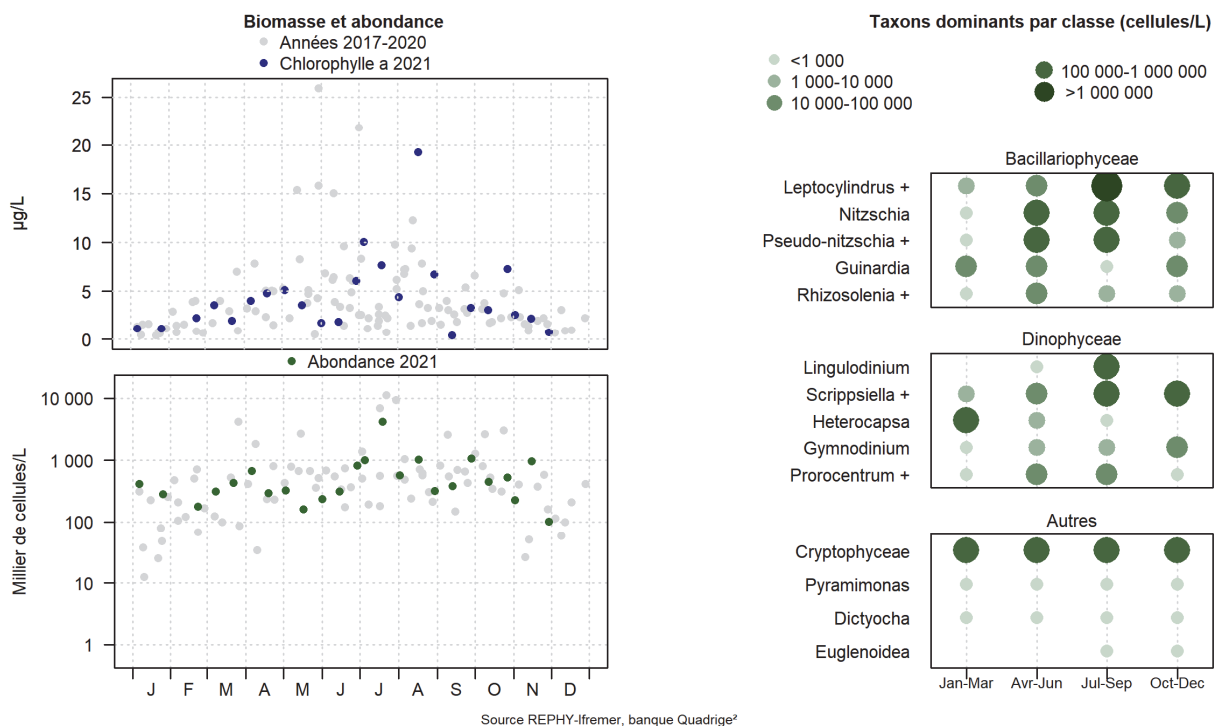 Biomasse et abondance
Années 2017-2020
Chlorophylle a 2021
µg/L
25
20
15
10
5
0
Abondance 2021
Millier de cellules/L
10 000
1 000
100
10
1
J F M A M J J A S O N D
Taxons dominants par classe (cellules/L)
<1 000
1 000-10 000
10 000-100 000
100 000-1 000 000
>1 000 000
Bacillariophyceae
Leptocylindrus +
Nitzschia
Pseudo-nitzschia +
Guinardia
Rhizosolenia +
Dinophyceae
Lingulodinium
Scrippsiella +
Heterocapsa
Gymnodinium
Prorocentrum +
Autres
Cryptophyceae
Pyramimonas
Dictyocha
Euglenoidea
Jan-Mar Avr-Jun Jul-Sep Oct-Dec
Source REPHY-Ifremer, banque Quadrige²